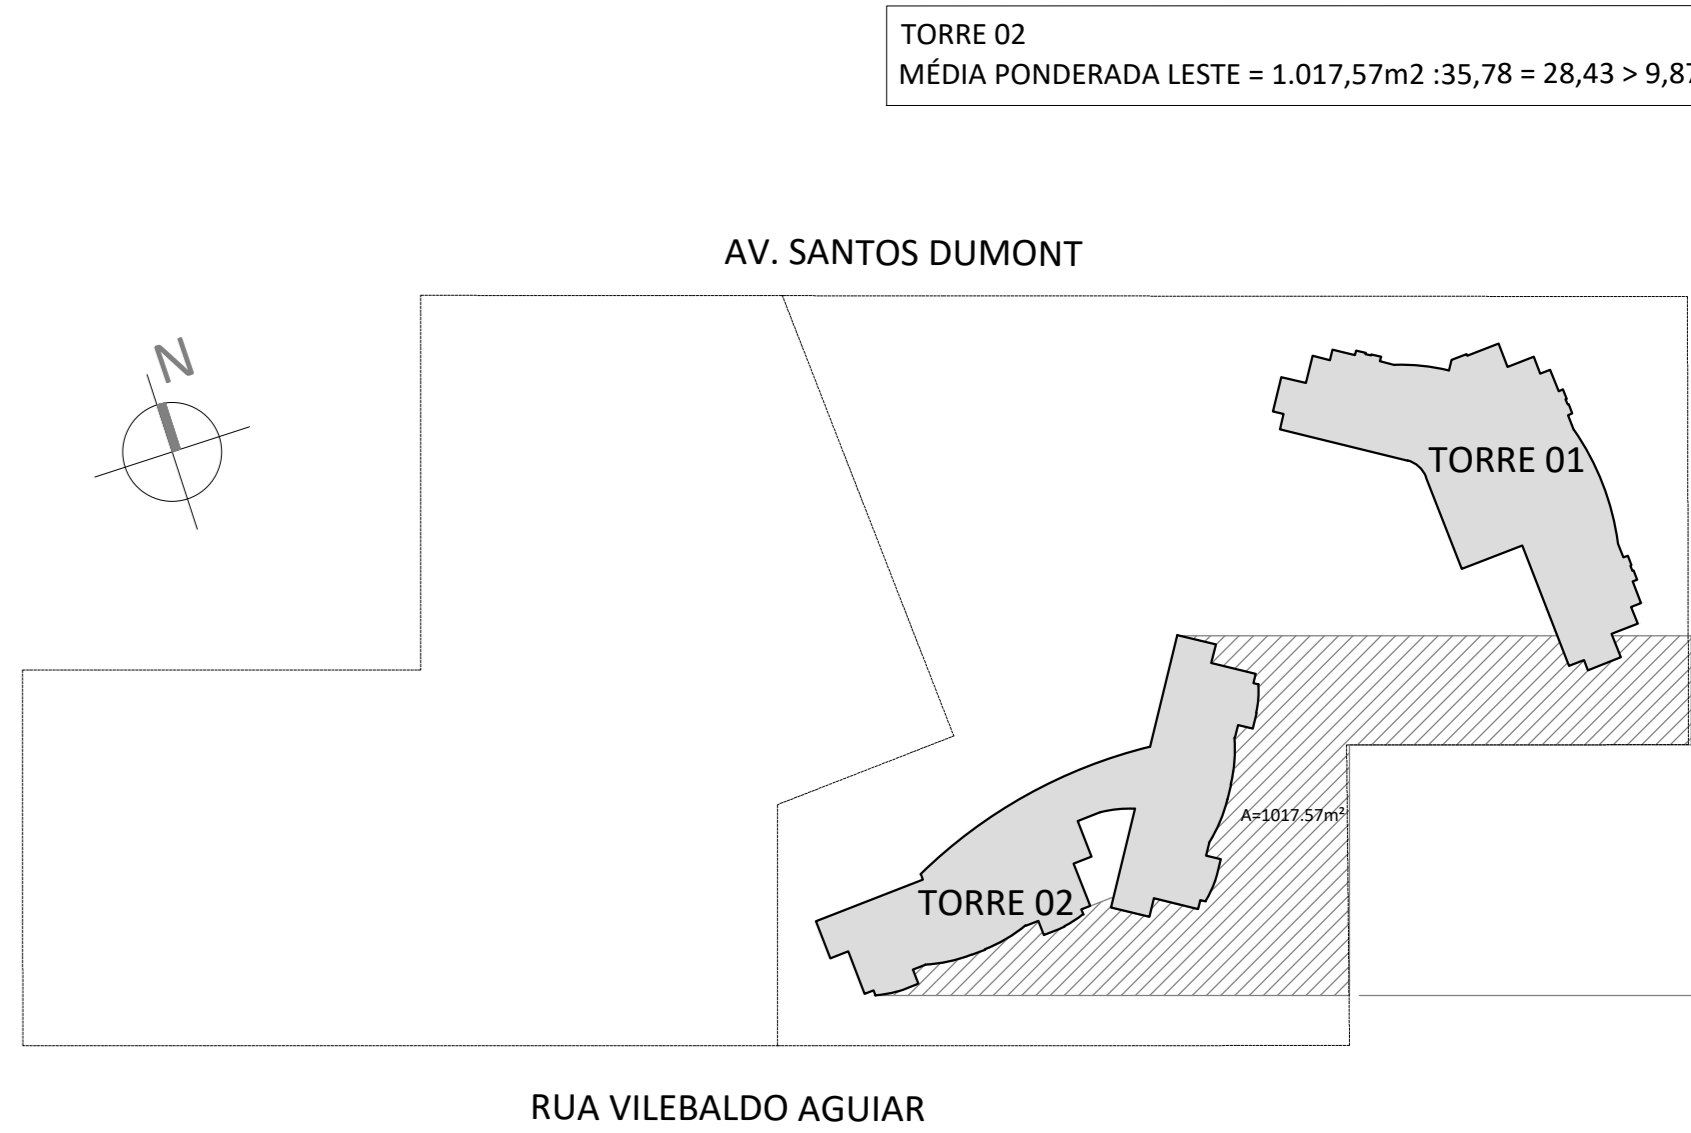 TORRE 02
MÉDIA PONDERADA LESTE = 1.017,57m2 :35,78 = 28,43 > 9,87
AV. SANTOS DUMONT
N
TORRE 01
A=1017.57m²
TORRE 02
RUA VILEBALDO AGUIAR